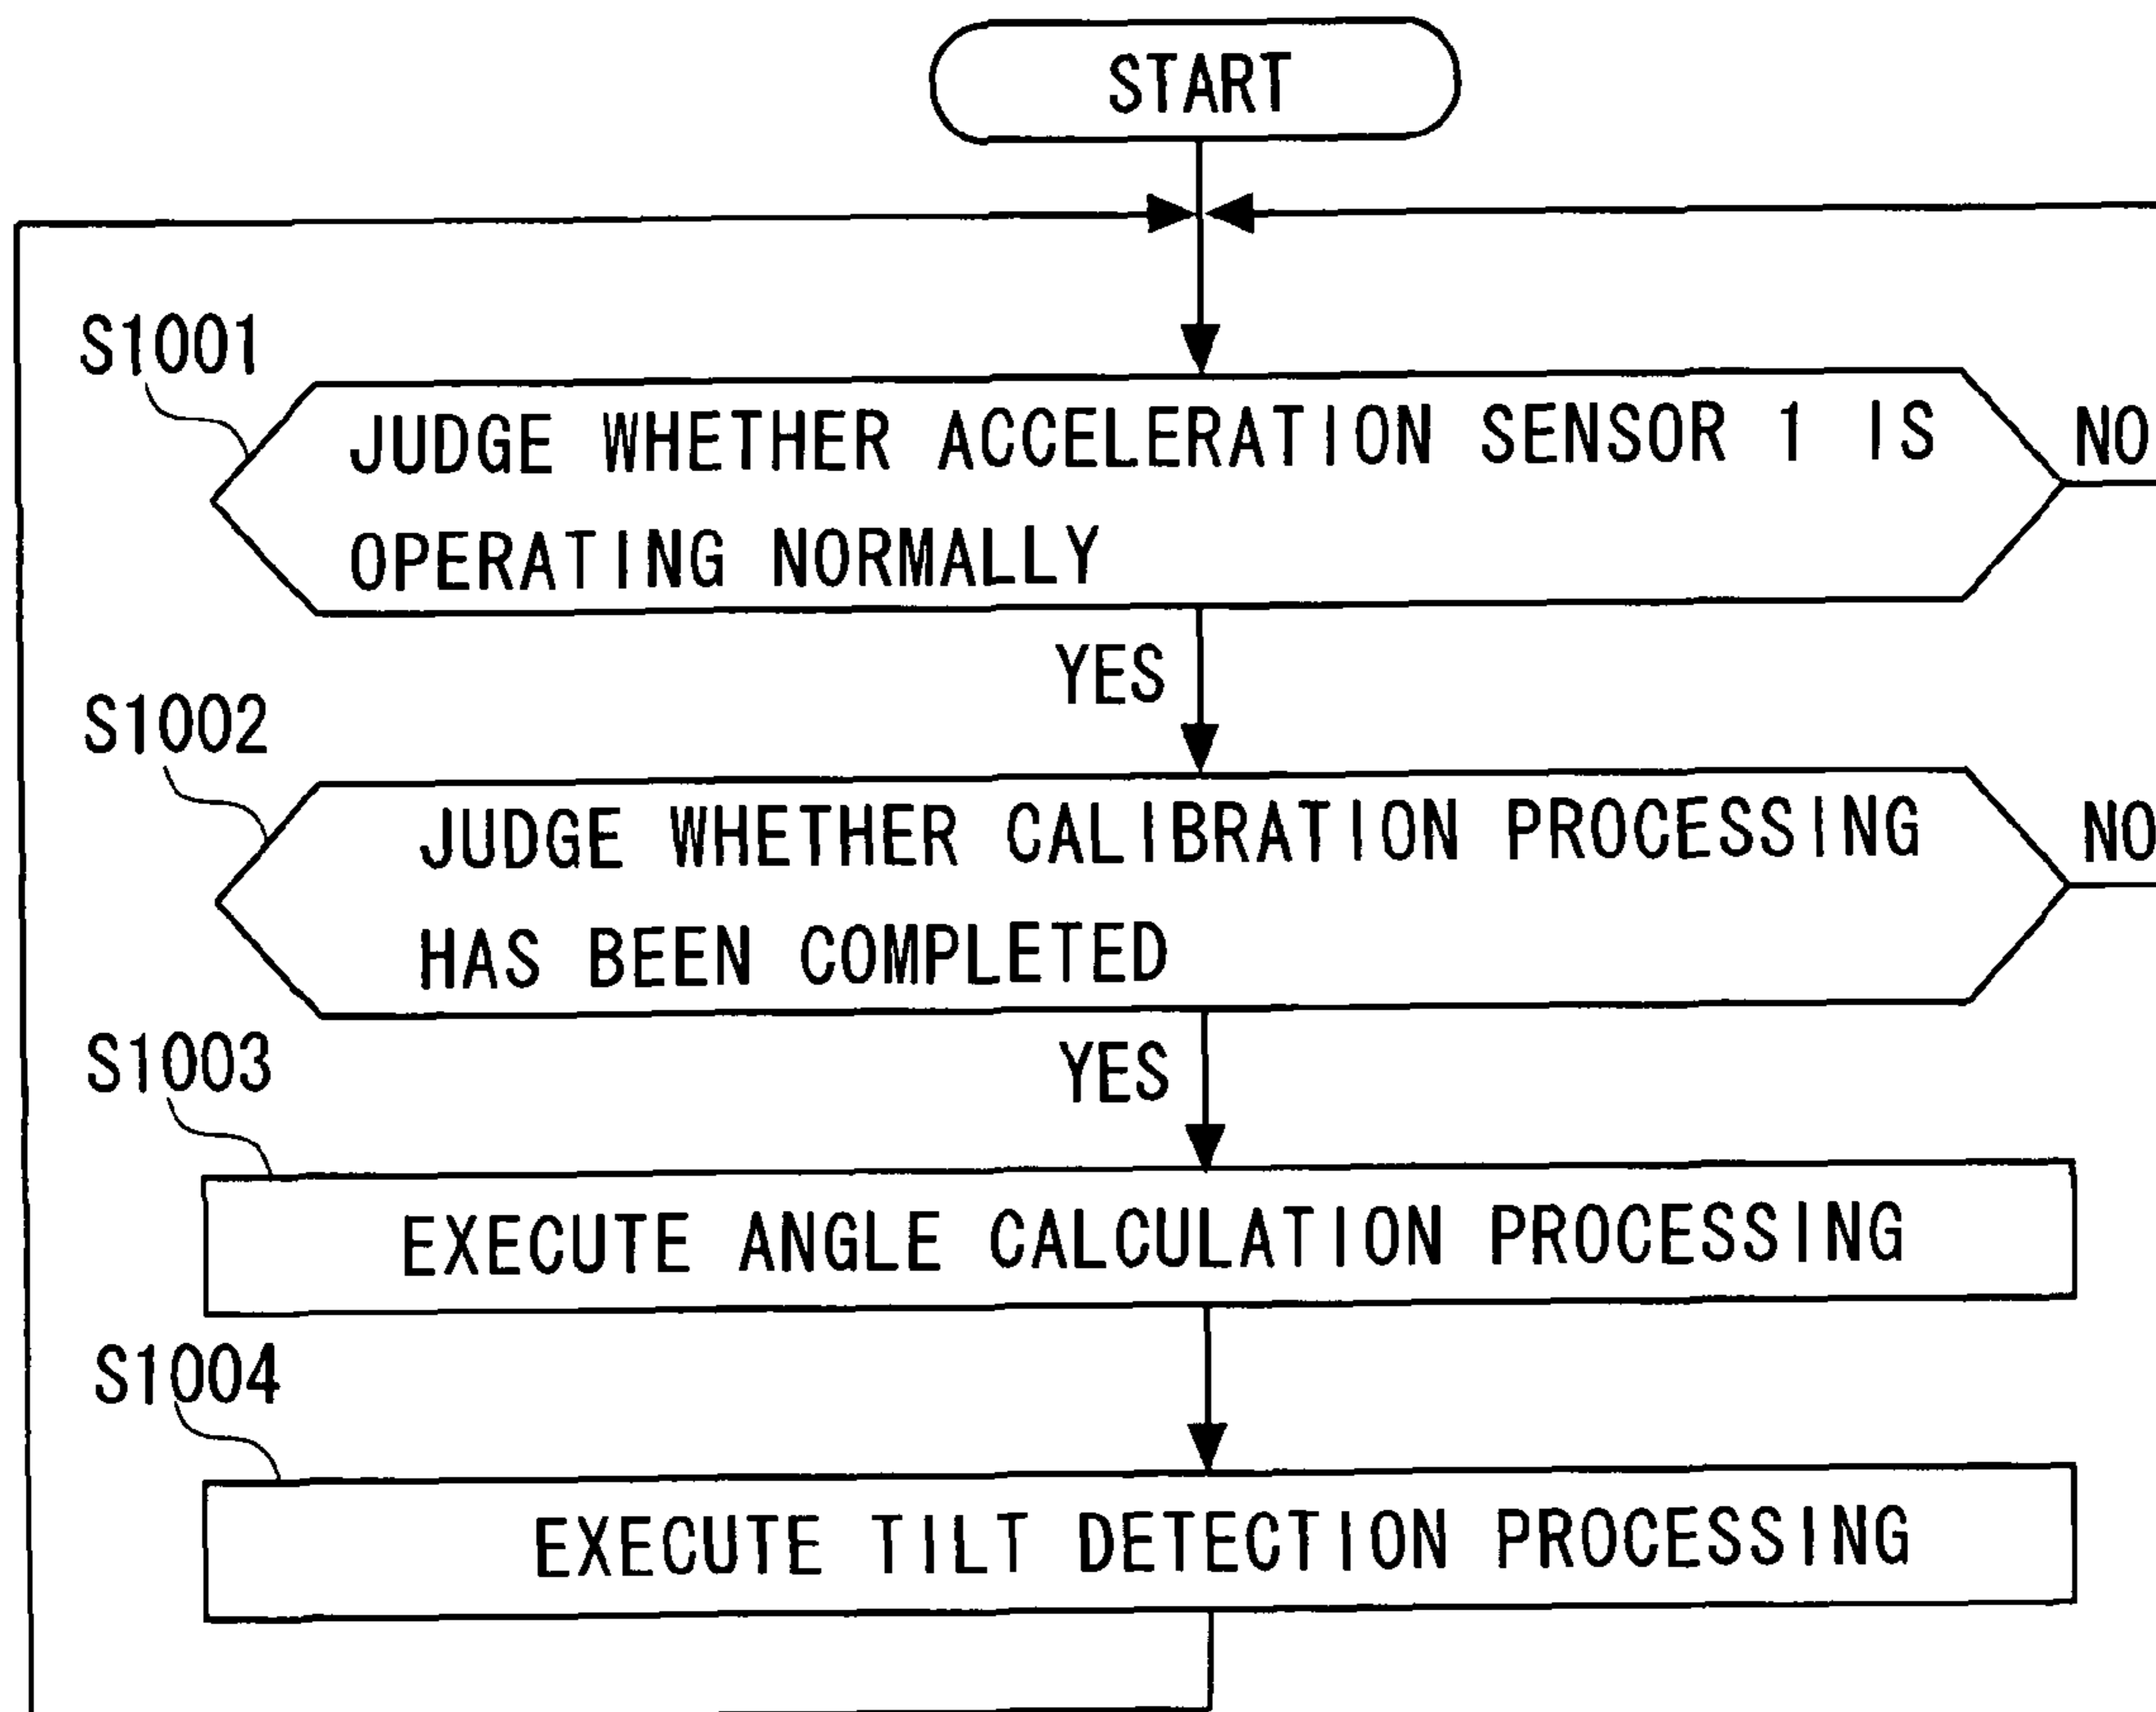 START
S1001
JUDGE WHETHER ACCELERATION SENSOR 1 IS
OPERATING NORMALLY
NO
YES
S1002
JUDGE WHETHER CALIBRATION PROCESSING
HAS BEEN COMPLETED
NO
YES
S1003
EXECUTE ANGLE CALCULATION PROCESSING
S1004
EXECUTE TILT DETECTION PROCESSING